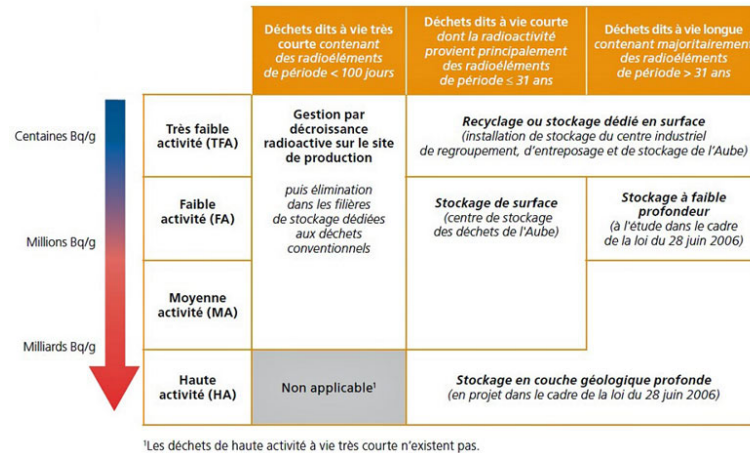 Déchets dits à vie très
courte contenant
des radioéléments
de période < 100 jours
Déchets dits à vie courte
dont la radioactivité
provient principalement
des radioéléments
de période ≤ 31 ans
Déchets dits à vie longue
contenant majoritairement
des radioéléments
de période > 31 ans
Centaines Bq/g
Très faible
activité (TFA)
Gestion par
décroissance
radioactive sur le site
de production
puis élimination
dans les filières
de stockage dédiées
aux déchets
conventionnels
Recyclage ou stockage dédié en surface
(installation de stockage du centre industriel
de regroupement, d'entreposage et de stockage de l'Aube)
Faible
activité (FA)
Stockage de surface
(centre de stockage
des déchets de l'Aube)
Stockage à faible
profondeur
(à l'étude dans le cadre
de la loi du 28 juin 2006)
Millions Bq/g
Moyenne
activité (MA)
Milliards Bq/g
Haute
activité (HA)
Non applicable¹
Stockage en couche géologique profonde
(en projet dans le cadre de la loi du 28 juin 2006)
¹Les déchets de haute activité à vie très courte n'existent pas.